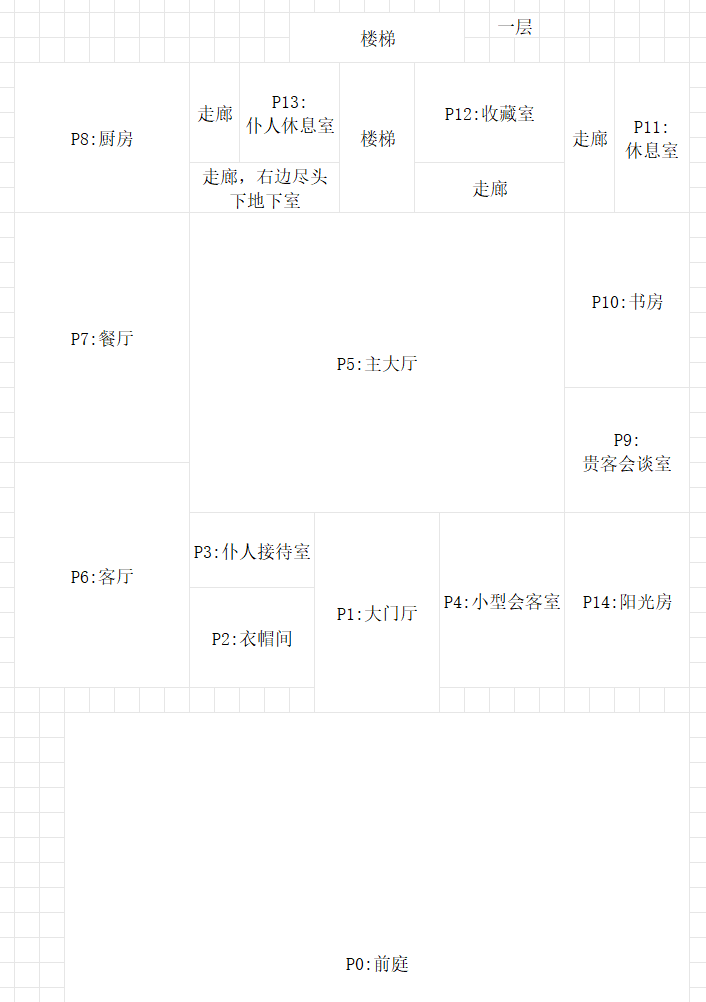 楼梯
一层
P8:厨房
走廊
P13:
仆人休息室
楼梯
P12:收藏室
走廊
P11:
休息室
走廊，右边尽头
下地下室
走廊
P7:餐厅
P5:主大厅
P10:书房
P9:
贵客会谈室
P6:客厅
P3:仆人接待室
P2:衣帽间
P1:大门厅
P4:小型会客室
P14:阳光房
P0:前庭